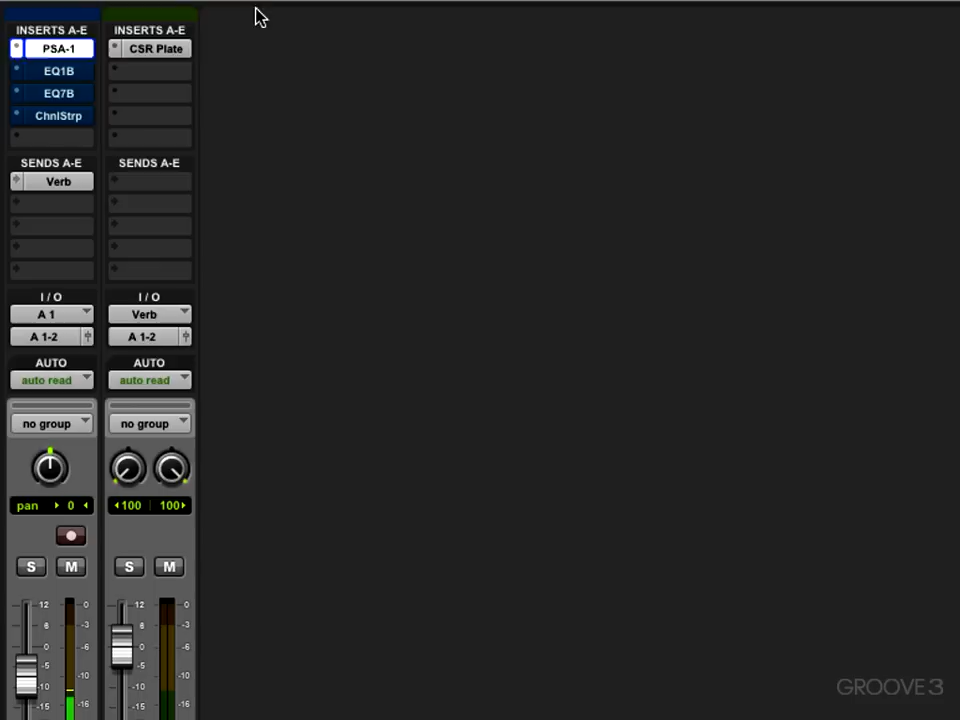 INSERTS A-E INSERTS A-E
PSA-1 CSR Plate
EQ1B
EQ7B
ChnlStrp
SENDS A-E SENDS A-E
Verb
I / O I / O
A 1 Verb
A 1-2 A 1-2
AUTO AUTO
auto read auto read
no group no group
pan 0 100 100
S M S M
12 0 12 0
6 -3 6 -3
0 -6 0 -6
-5 -5
-10 -10 -10 -10
-15 -16 -15 -16
GROOVE3